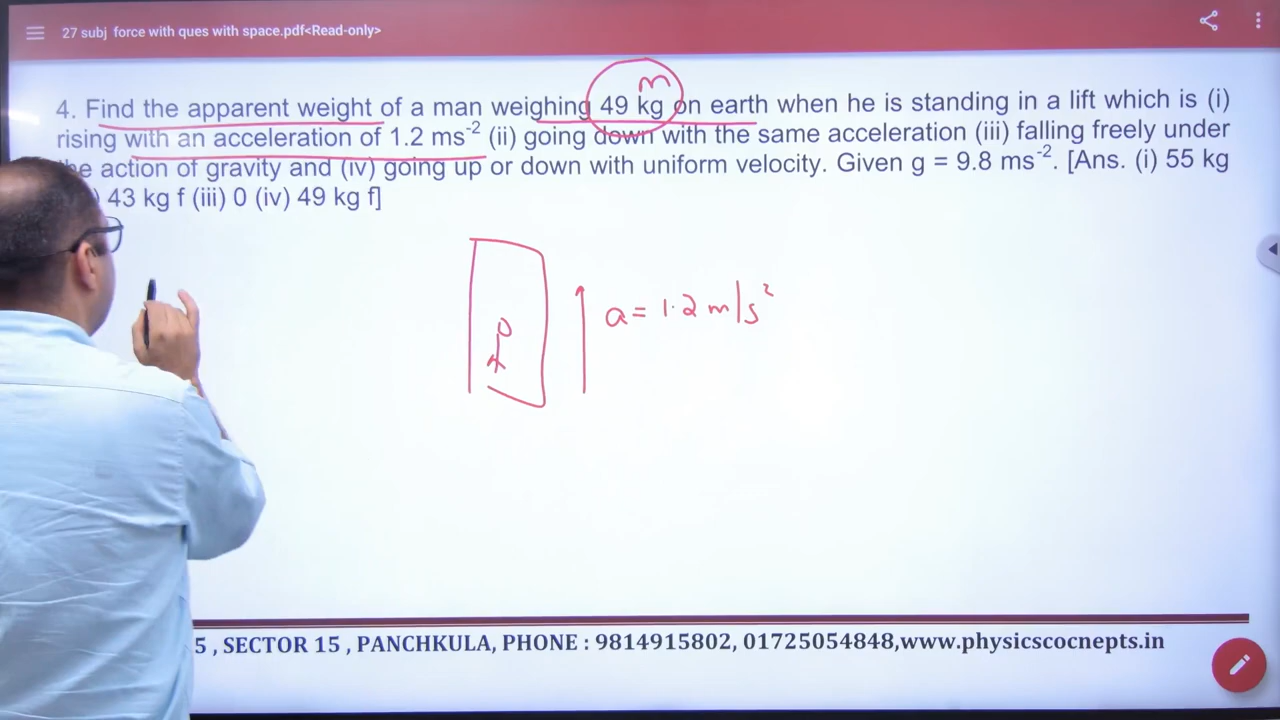 27 subj force with ques with space.pdf<Read-only>
m
4. Find the apparent weight of a man weighing 49 kg on earth when he is standing in a lift which is (i)
rising with an acceleration of 1.2 ms-2 (ii) going down with the same acceleration (iii) falling freely under
action of gravity and (iv) going up or down with uniform velocity. Given g = 9.8 ms-2. [Ans. (i) 55 kg
) 43 kg f (iii) 0 (iv) 49 kg f]
a = 1.2 m/s2
5 , SECTOR 15 , PANCHKULA, PHONE : 9814915802, 01725054848,www.physicscocnepts.in